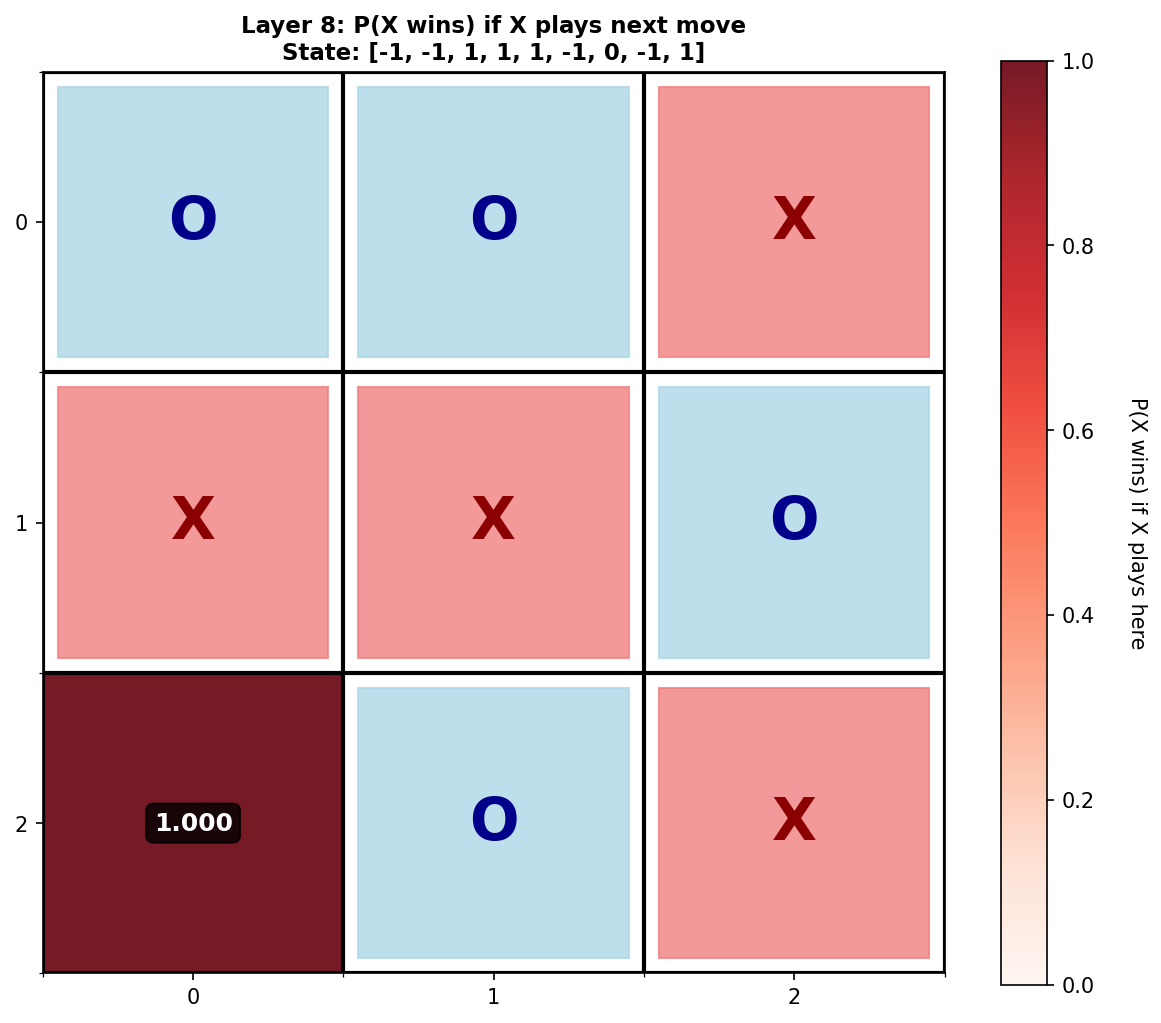 Layer 8: P(X wins) if X plays next move
State: [-1, -1, 1, 1, 1, -1, 0, -1, 1]
0
O
O
X
1
X
X
O
2
1.000
O
X
0
1
2
1.0
0.8
0.6
0.4
0.2
0.0
P(X wins) if X plays here